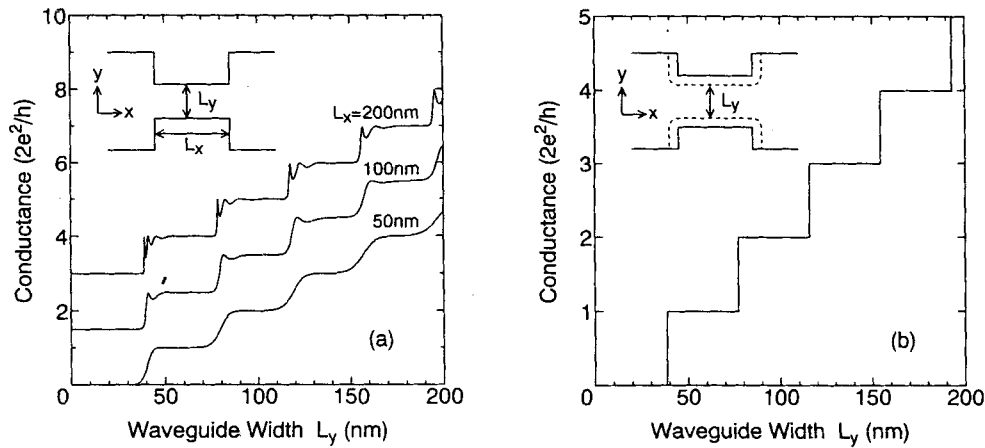 10
8
6
4
2
0
50
100
150
200
Conductance (2e²/h)
Waveguide Width Ly (nm)
y
x
Ly
Lx
Lx=200nm
100nm
50nm
(a)
5
4
3
2
1
0
0
50
100
150
200
Conductance (2e²/h)
Waveguide Width Ly (nm)
y
x
Ly
(b)